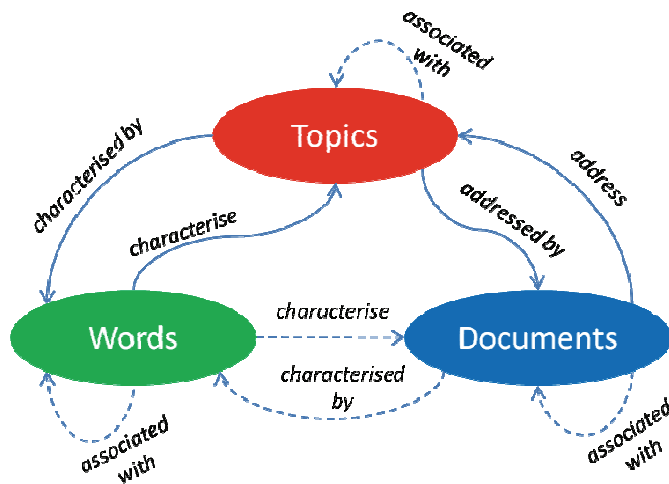 associated
with
Topics
characterised by
characterise
addressed by
address
Words
characterise
Documents
characterised
by
associated
with
associated
with